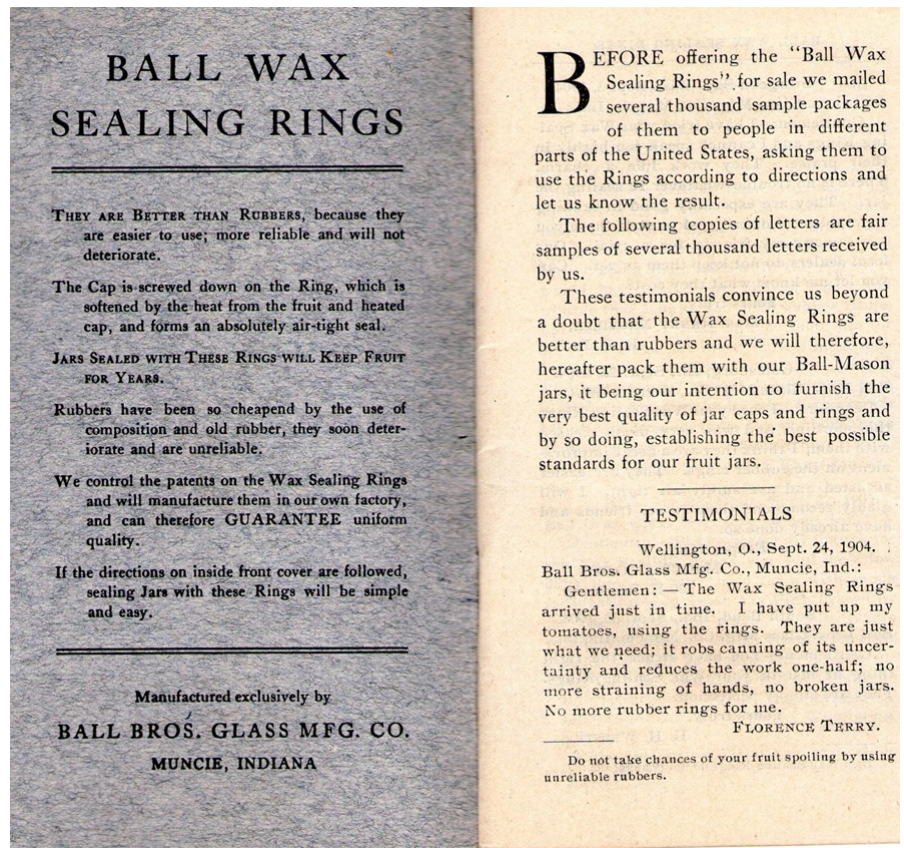 BALL WAX
SEALING RINGS
THEY ARE BETTER THAN RUBBERS, because they
are easier to use; more reliable and will not
deteriorate.
The Cap is screwed down on the Ring, which is
softened by the heat from the fruit and heated
cap, and forms an absolutely air-tight seal.
JARS SEALED WITH THESE RINGS WILL KEEP FRUIT
FOR YEARS.
Rubbers have been so cheapend by the use of
composition and old rubber, they soon deter-
iorate and are unreliable.
We control the patents on the Wax Sealing Rings
and will manufacture them in our own factory,
and can therefore GUARANTEE uniform
quality.
If the directions on inside front cover are followed,
sealing Jars with these Rings will be simple
and easy.
Manufactured exclusively by
BALL BROS. GLASS MFG. CO.
MUNCIE, INDIANA
BEFORE offering the "Ball Wax
Sealing Rings" for sale we mailed
several thousand sample packages
of them to people in different
parts of the United States, asking them to
use the Rings according to directions and
let us know the result.
The following copies of letters are fair
samples of several thousand letters received
by us.
These testimonials convince us beyond
a doubt that the Wax Sealing Rings are
better than rubbers and we will therefore,
hereafter pack them with our Ball-Mason
jars, it being our intention to furnish the
very best quality of jar caps and rings and
by so doing, establishing the best possible
standards for our fruit jars.
TESTIMONIALS
Wellington, O., Sept. 24, 1904.
Ball Bros. Glass Mfg. Co., Muncie, Ind.:
Gentlemen: — The Wax Sealing Rings
arrived just in time. I have put up my
tomatoes, using the rings. They are just
what we need; it robs canning of its uncer-
tainty and reduces the work one-half; no
more straining of hands, no broken jars.
No more rubber rings for me.
FLORENCE TERRY.
Do not take chances of your fruit spoiling by using
unreliable rubbers.